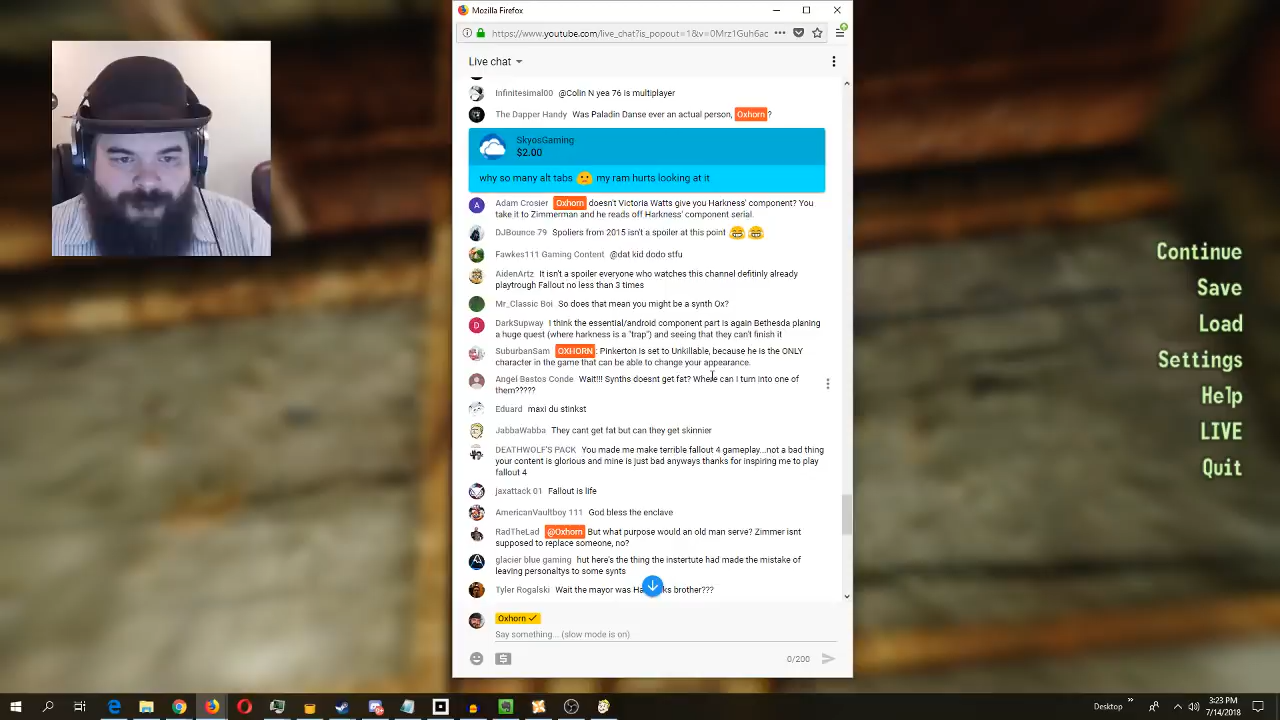 Mozilla Firefox
https://www.youtube.com/live_chat?is_popout=1&v=0Mrz1Guh6ac
Live chat
Infinitesimal00 @Colin N yea 76 is multiplayer
The Dapper Handy Was Paladin Danse ever an actual person, Oxhorn ?
SkyosGaming
$2.00
why so many alt tabs my ram hurts looking at it
A Adam Crosier Oxhorn doesn't Victoria Watts give you Harkness' component? You
take it to Zimmerman and he reads off Harkness' component serial.
DJBounce 79 Spoliers from 2015 isn't a spoiler at this point
Fawkes111 Gaming Content @dat kid dodo stfu
AidenArtz It isn't a spoiler everyone who watches this channel defitinly already
playtrough Fallout no less than 3 times
Mr_Classic Boi So does that mean you might be a synth Ox?
D DarkSupway I think the essential/android component part is again Bethesda planing
a huge quest (where harkness is a "trap") and seeing that they can't finish it
SuburbanSam OXHORN : Pinkerton is set to Unkillable, because he is the ONLY
character in the game that can be able to change your appearance.
Angel Bastos Conde Wait!!! Synths doesnt get fat? Where can I turn into one of
them?????
Eduard maxi du stinkst
JabbaWabba They cant get fat but can they get skinnier
DEATHWOLF'S PACK You made me make terrible fallout 4 gameplay...not a bad thing
your content is glorious and mine is just bad anyways thanks for inspiring me to play
fallout 4
jaxattack 01 Fallout is life
AmericanVaultboy 111 God bless the enclave
RadTheLad @Oxhorn But what purpose would an old man serve? Zimmer isnt
supposed to replace someone, no?
glacier blue gaming hut here's the thing the instertute had made the mistake of
leaving personaltys to some synts
Tyler Rogalski Wait the mayor was Ha ks brother???
Oxhorn
Say something... (slow mode is on)
0/200
Continue
Save
Load
Settings
Help
LIVE
Quit
Desktop
3:23 PM
7/14/2018